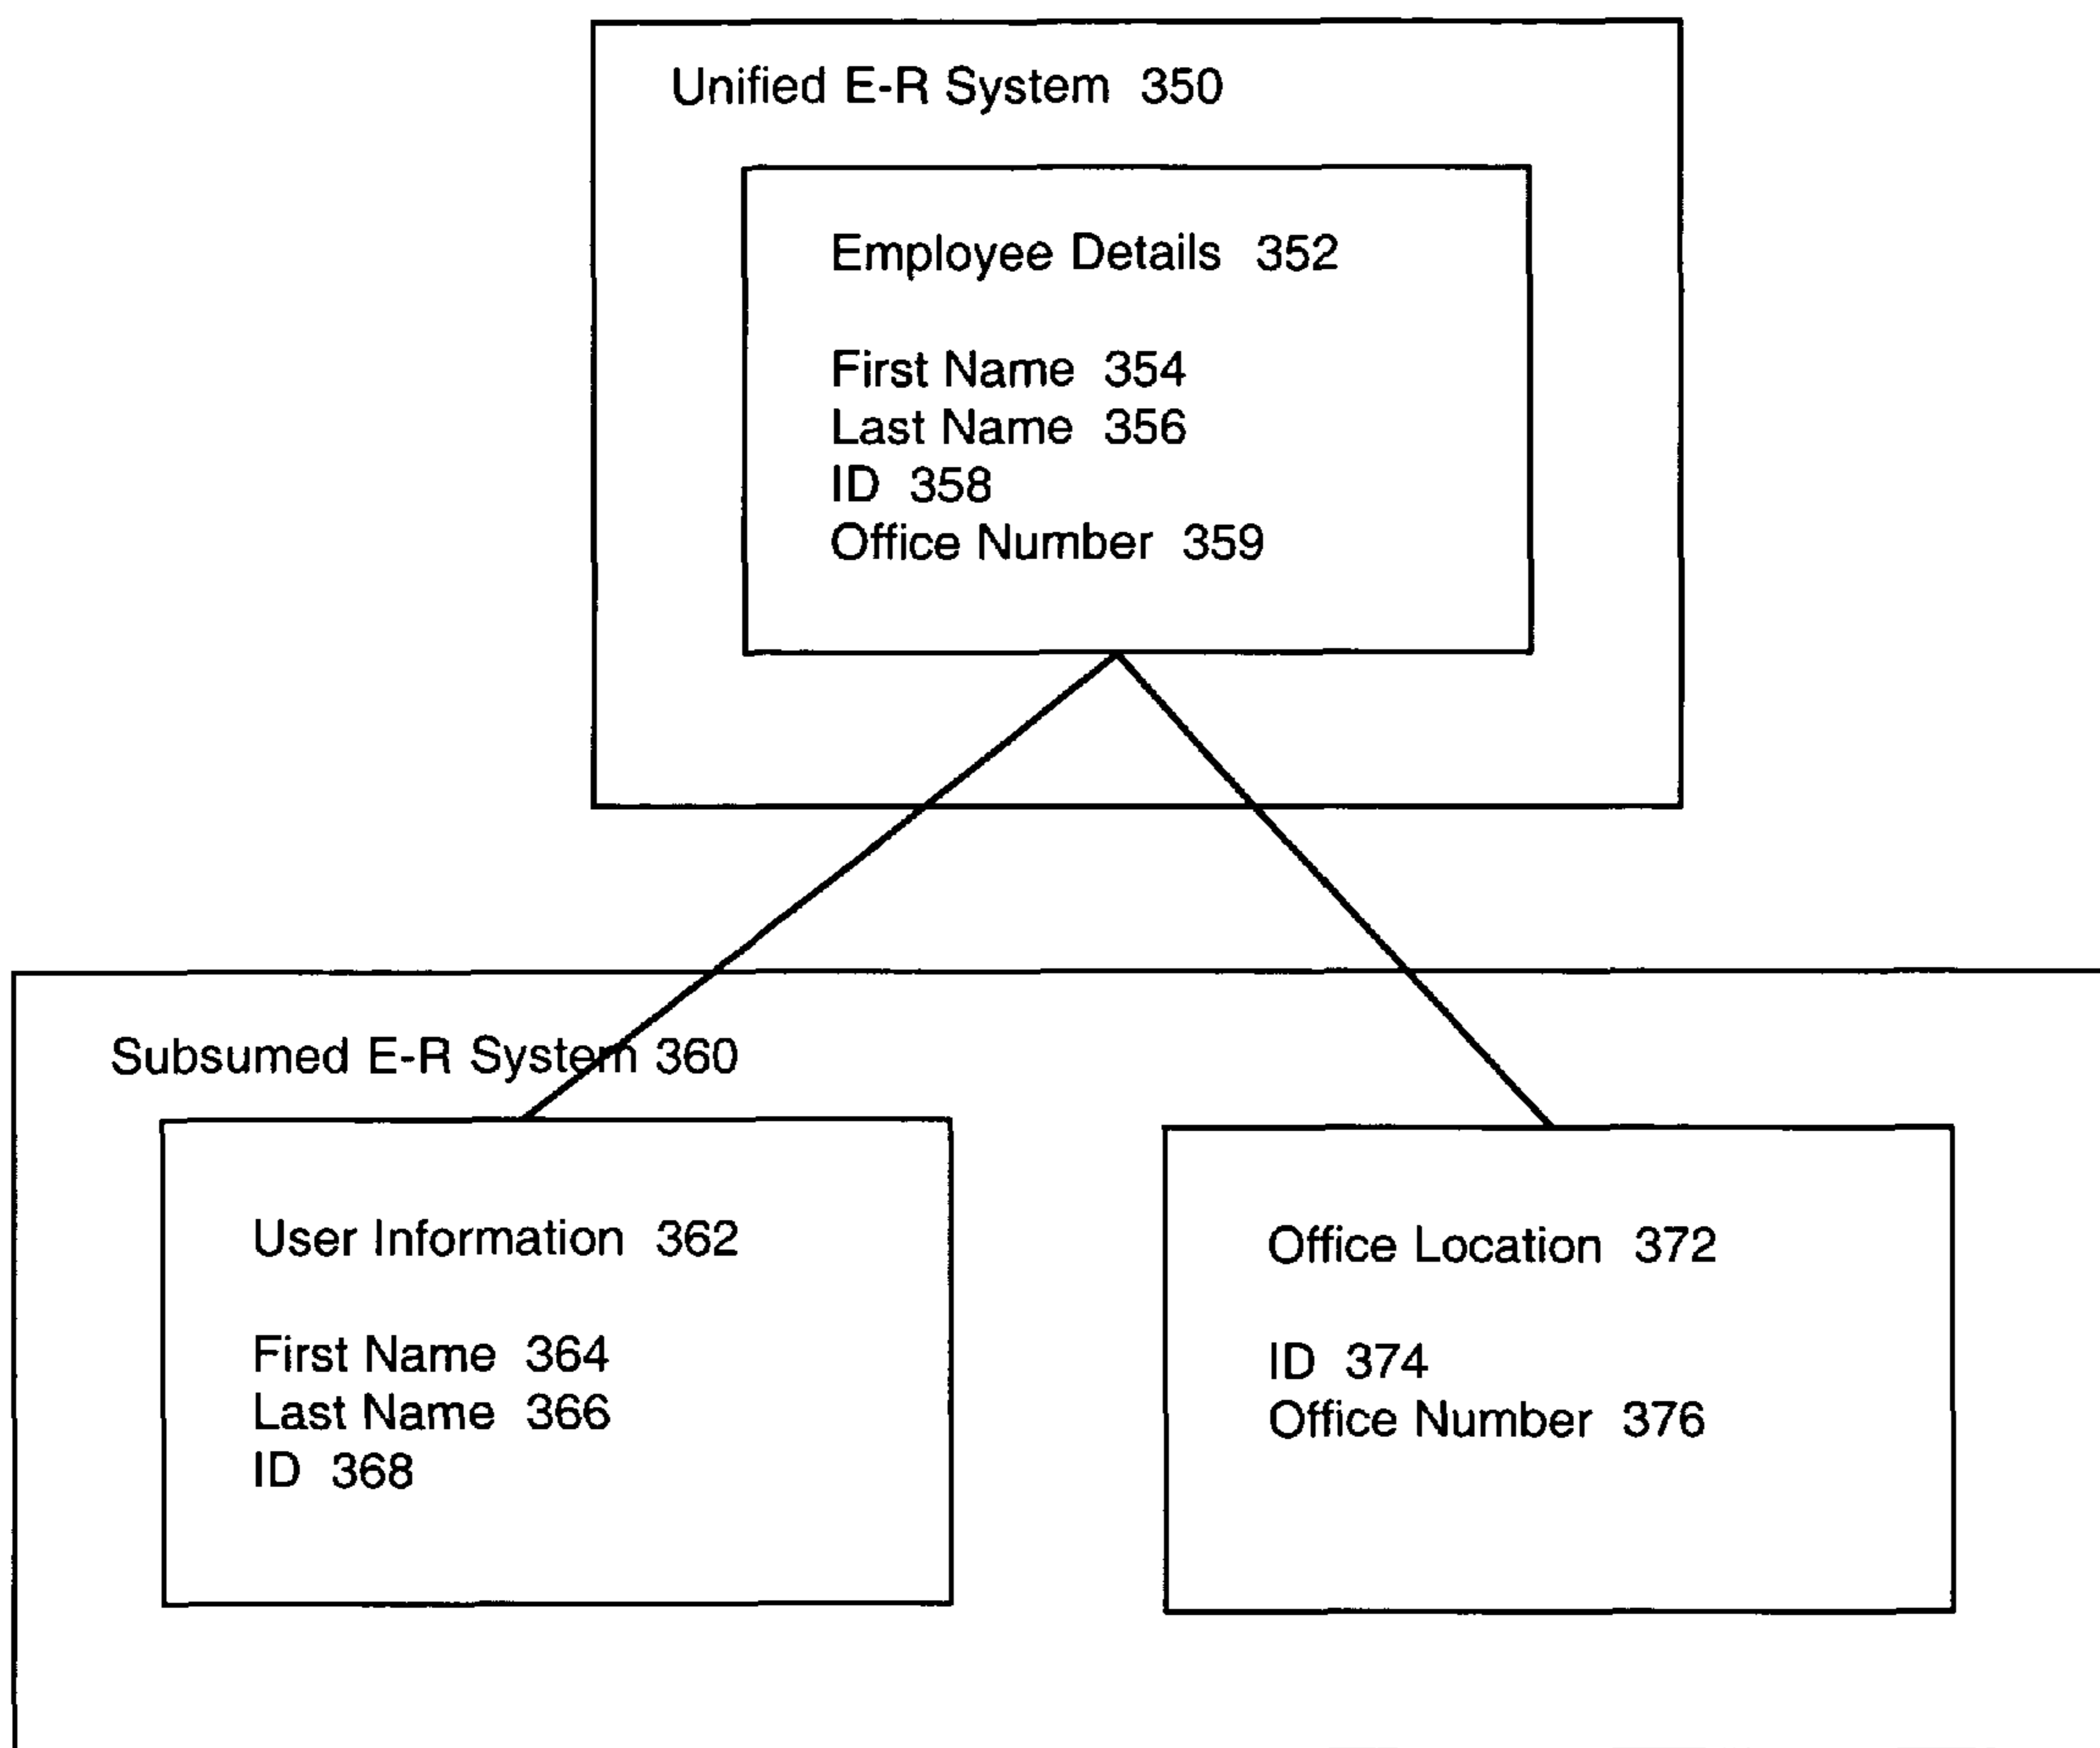 Unified E-R System 350
Employee Details 352
First Name 354
Last Name 356
ID 358
Office Number 359
Subsumed E-R System 360
User Information 362
First Name 364
Last Name 366
ID 368
Office Location 372
ID 374
Office Number 376